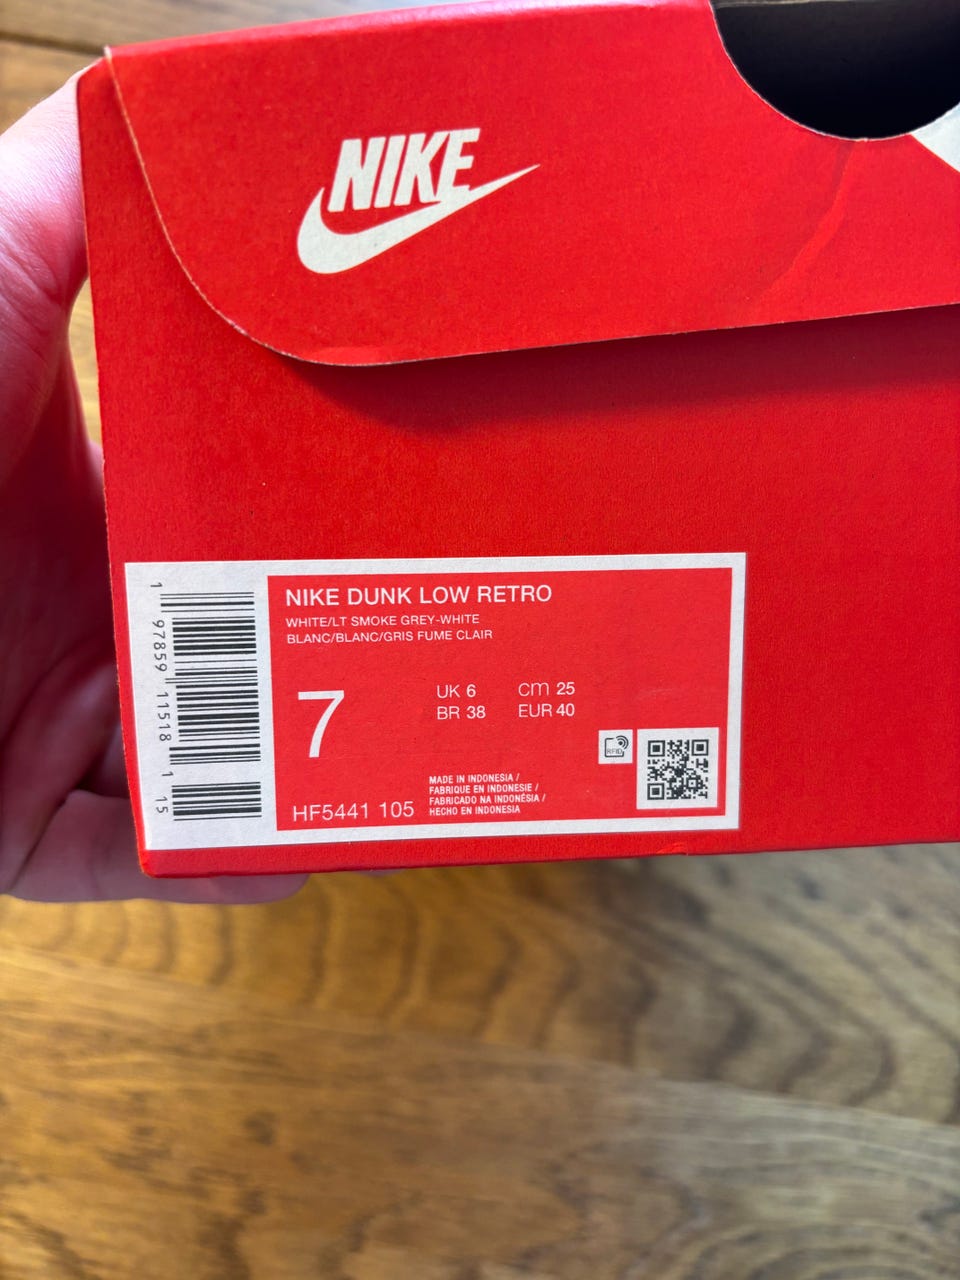 NIKE
NIKE DUNK LOW RETRO
WHITE/LT SMOKE GREY-WHITE
BLANC/BLANC/GRIS FUME CLAIR
7
UK 6
cm 25
BR 38
EUR 40
RFID
MADE IN INDONESIA /
FABRIQUE EN INDONESIE /
FABRICADO NA INDONÉSIA /
HECHO EN INDONESIA
HF5441 105
1 97859 11518 1 15